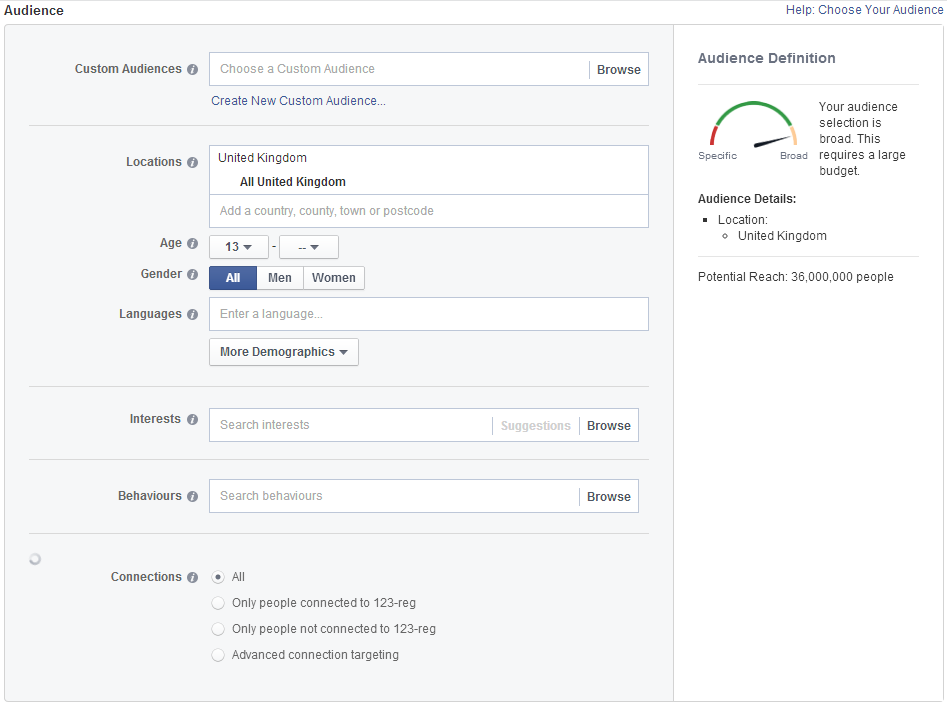 Audience
Help: Choose Your Audience
Custom Audiences
Choose a Custom Audience
Browse
Create New Custom Audience...
Locations
United Kingdom
All United Kingdom
Add a country, county, town or postcode
Age
13 - --
Gender
All Men Women
Languages
Enter a language...
More Demographics
Interests
Search interests
Suggestions
Browse
Behaviours
Search behaviours
Browse
Connections
All
Only people connected to 123-reg
Only people not connected to 123-reg
Advanced connection targeting
Audience Definition
Specific
Broad
Your audience
selection is
broad. This
requires a large
budget.
Audience Details:
Location:
United Kingdom
Potential Reach: 36,000,000 people